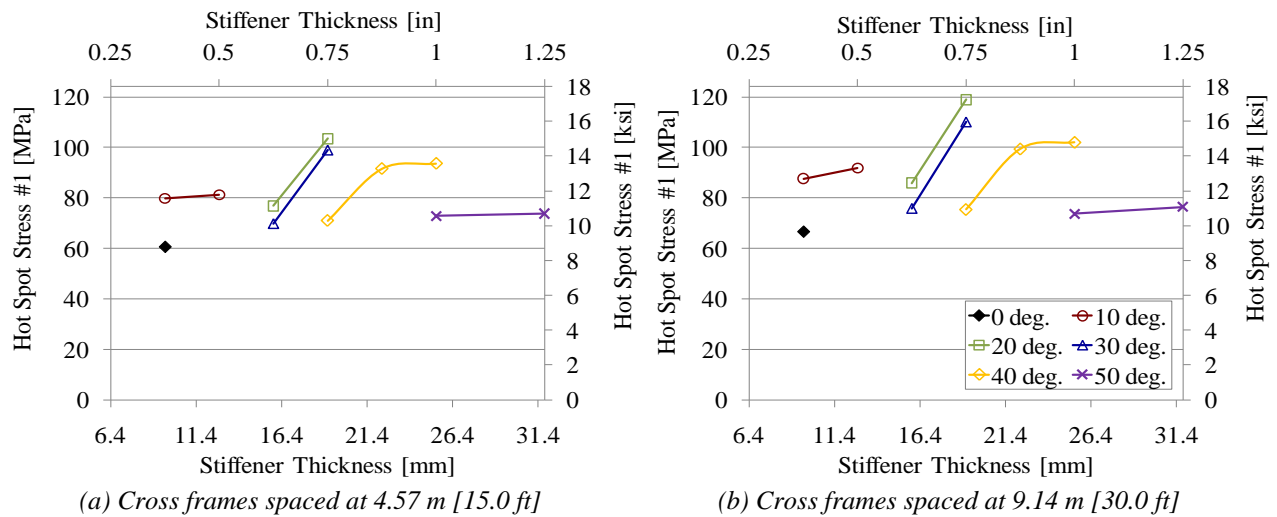 Stiffener Thickness [in]
0.25 0.5 0.75 1 1.25
Hot Spot Stress #1 [MPa]
120
100
80
60
40
20
0
18
16
14
12
10
8
6
4
2
0
Hot Spot Stress #1 [ksi]
6.4 11.4 16.4 21.4 26.4 31.4
Stiffener Thickness [mm]
(a) Cross frames spaced at 4.57 m [15.0 ft]
Stiffener Thickness [in]
0.25 0.5 0.75 1 1.25
Hot Spot Stress #1 [MPa]
120
100
80
60
40
20
0
18
16
14
12
10
8
6
4
2
0
Hot Spot Stress #1 [ksi]
0 deg. 10 deg.
20 deg. 30 deg.
40 deg. 50 deg.
6.4 11.4 16.4 21.4 26.4 31.4
Stiffener Thickness [mm]
(b) Cross frames spaced at 9.14 m [30.0 ft]